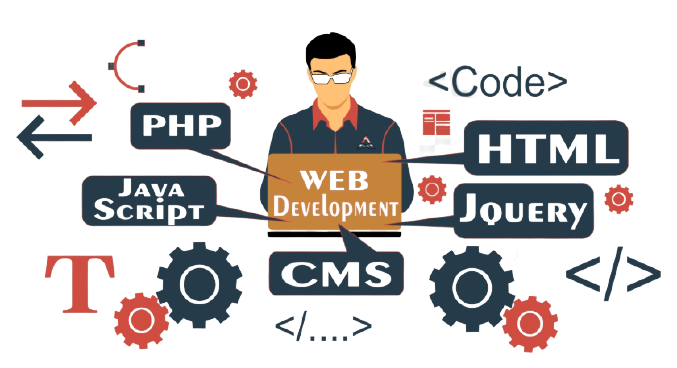 <Code>
PHP
HTML
WEB
Development
Java
Script
Jquery
CMS
T
</>
</....>